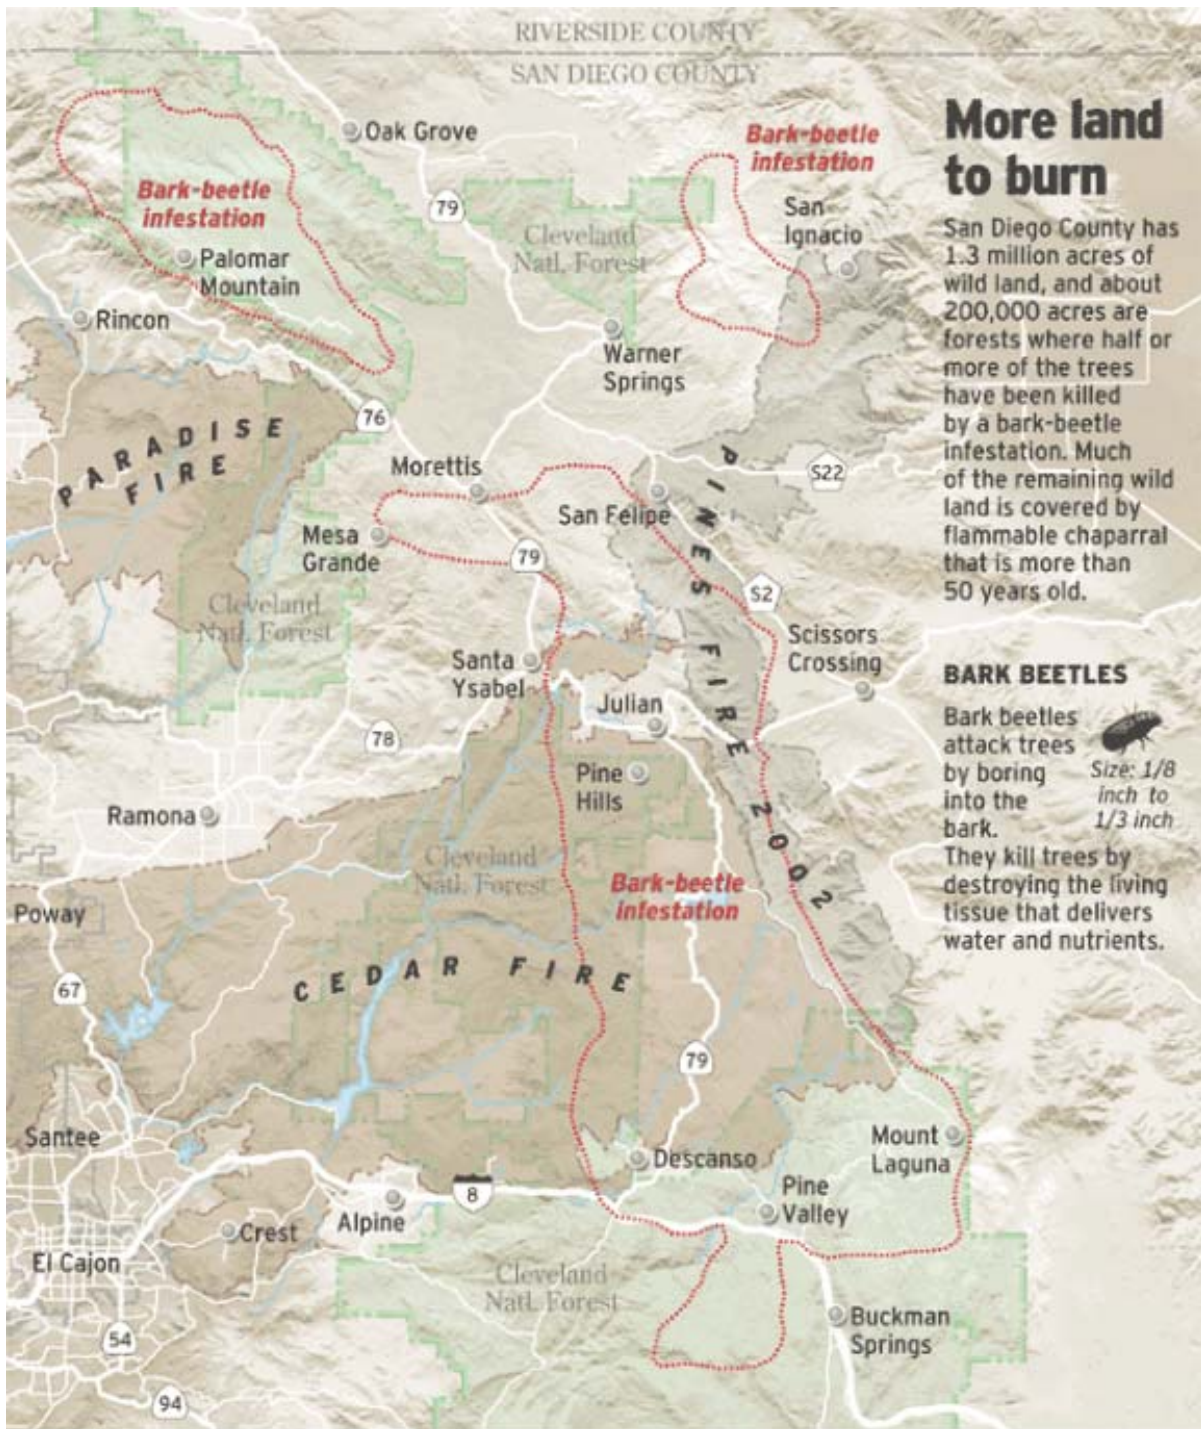 RIVERSIDE COUNTY
SAN DIEGO COUNTY
More land
to burn
San Diego County has
1.3 million acres of
wild land, and about
200,000 acres are
forests where half or
more of the trees
have been killed
by a bark-beetle
infestation. Much
of the remaining wild
land is covered by
flammable chaparral
that is more than
50 years old.
BARK BEETLES
Bark beetles
attack trees
by boring
into the
bark.
They kill trees by
destroying the living
tissue that delivers
water and nutrients.
Size: 1/8
inch to
1/3 inch
Oak Grove
Bark-beetle
infestation
Bark-beetle
infestation
79
San
Ignacio
Cleveland
Natl. Forest
Palomar
Mountain
Rincon
Warner
Springs
76
PARADISE
FIRE
Morettis
S22
San Felipe
PINES FIRE 2002
Mesa
Grande
79
S2
Cleveland
Natl. Forest
Scissors
Crossing
Santa
Ysabel
Julian
78
Pine
Hills
Ramona
Cleveland
Natl. Forest
Bark-beetle
infestation
Poway
CEDAR FIRE
67
79
Santee
Mount
Laguna
Descanso
8
Pine
Valley
Alpine
Crest
El Cajon
Cleveland
Natl. Forest
Buckman
Springs
54
94